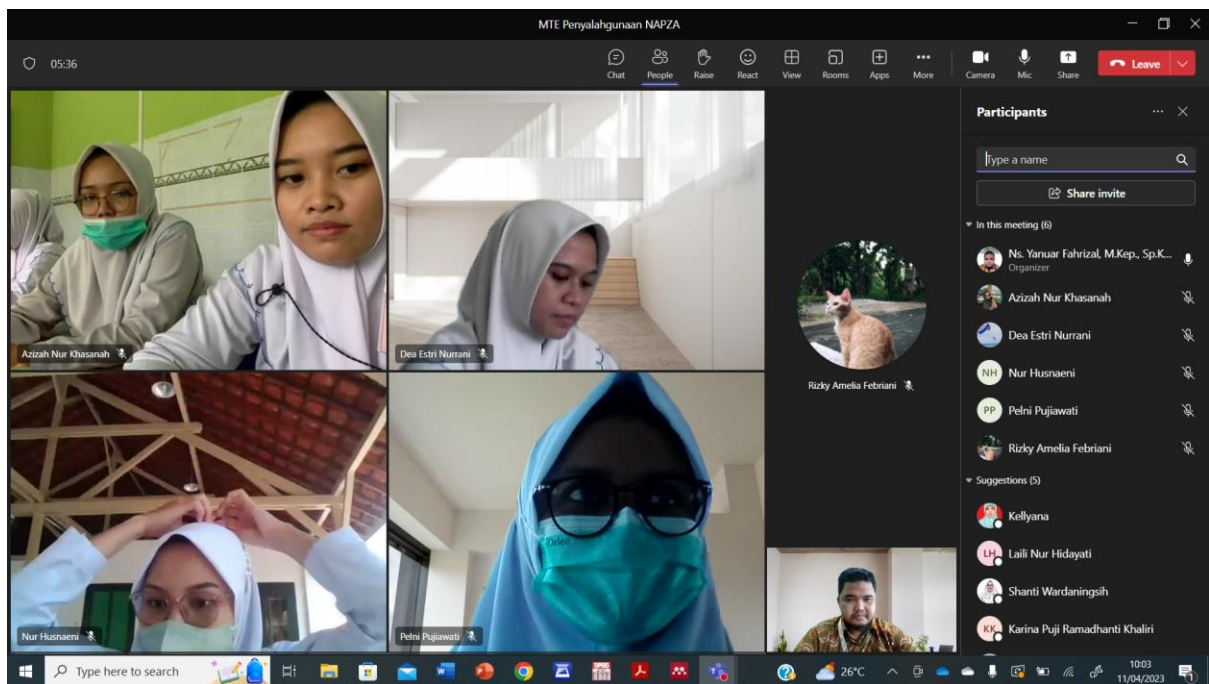 MTE Penyalahgunaan NAPZA
05:36
Chat
People
Raise
React
View
Rooms
Apps
More
Camera
Mic
Share
Leave
Azizah Nur Khasanah
Dea Estri Nurrani
Rizky Amelia Febriani
Nur Husnaeni
Pelni Pujiawati
Participants
Type a name
Share invite
In this meeting (6)
Ns. Yanuar Fahrizal, M.Kep., Sp.K...
Organizer
Azizah Nur Khasanah
Dea Estri Nurrani
NH Nur Husnaeni
PP Pelni Pujiawati
Rizky Amelia Febriani
Suggestions (5)
Kellyana
LH Laili Nur Hidayati
Shanti Wardaningsih
KK Karina Puji Ramadhanti Khaliri
Type here to search
26°C
10:03
11/04/2023